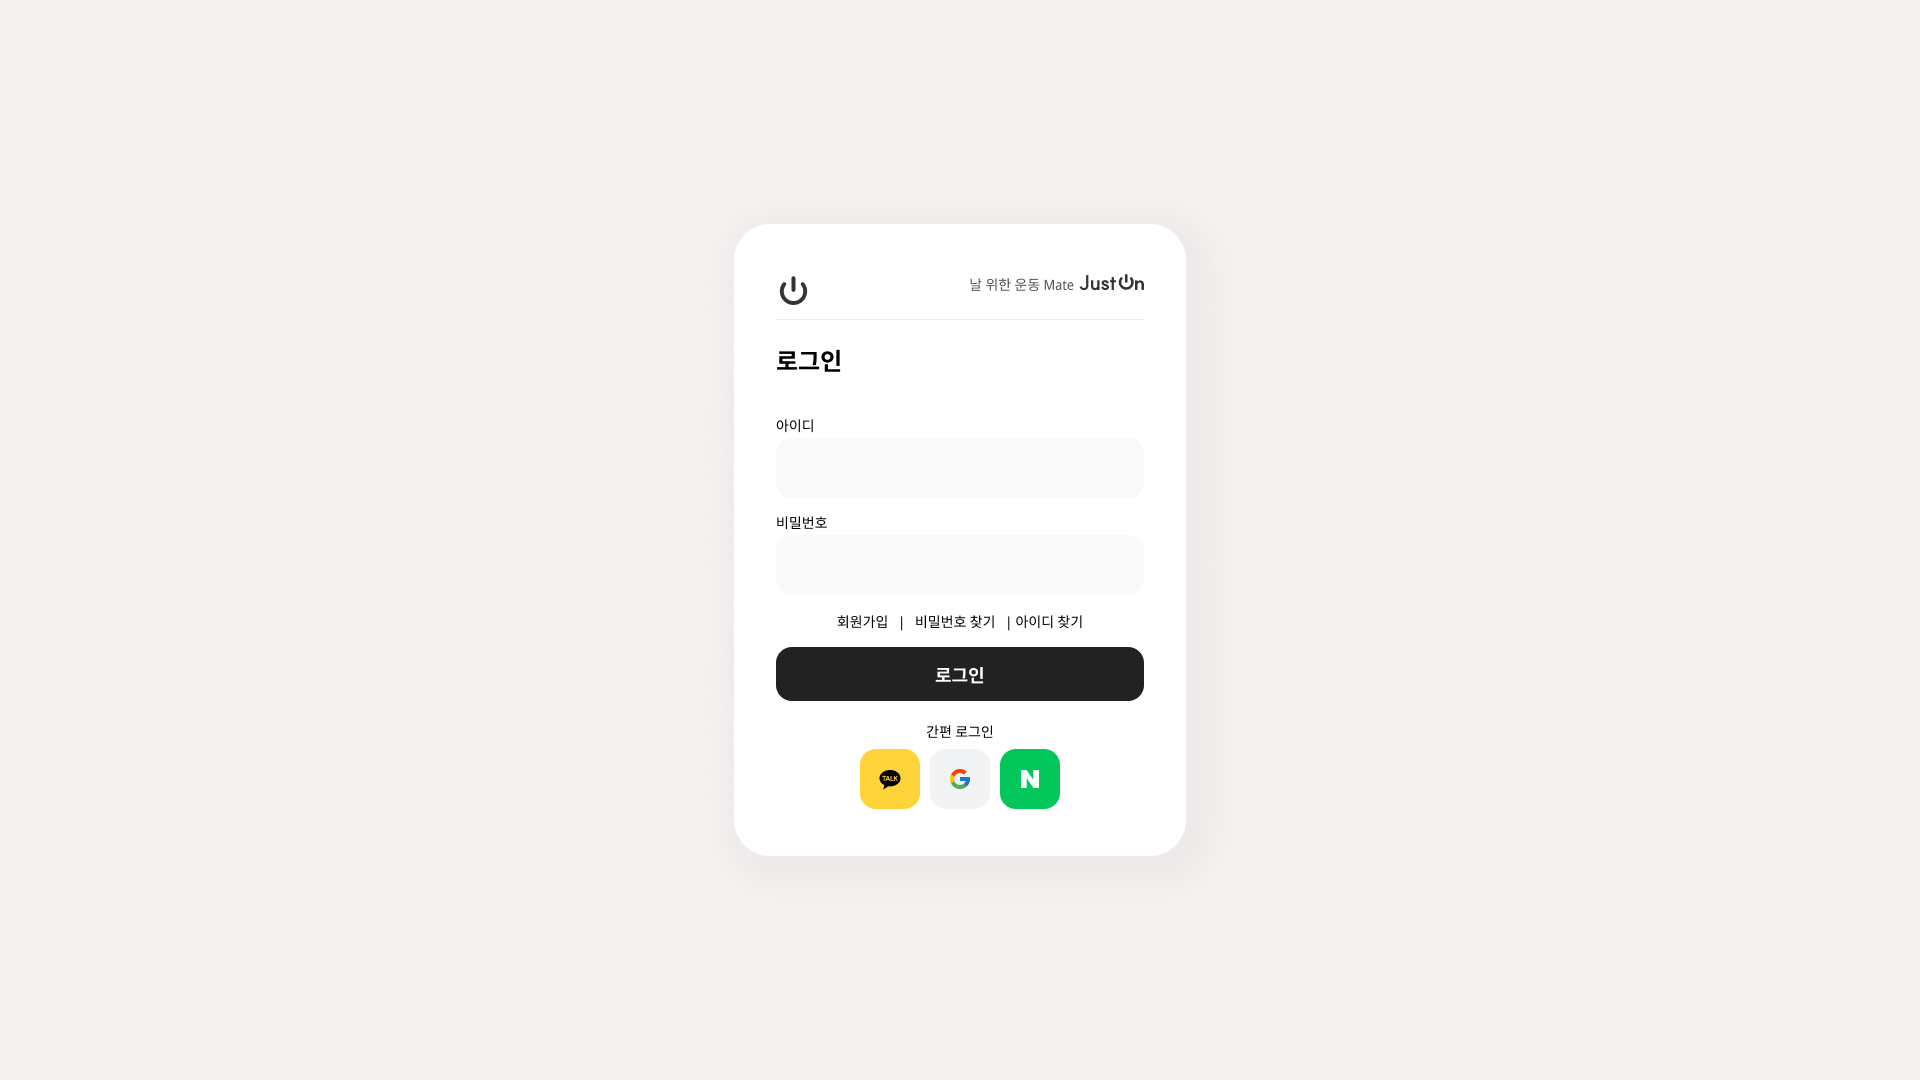 날 위한 운동 Mate JustOn
로그인
아이디
비밀번호
회원가입 | 비밀번호 찾기 | 아이디 찾기
로그인
간편 로그인
TALK
G
N